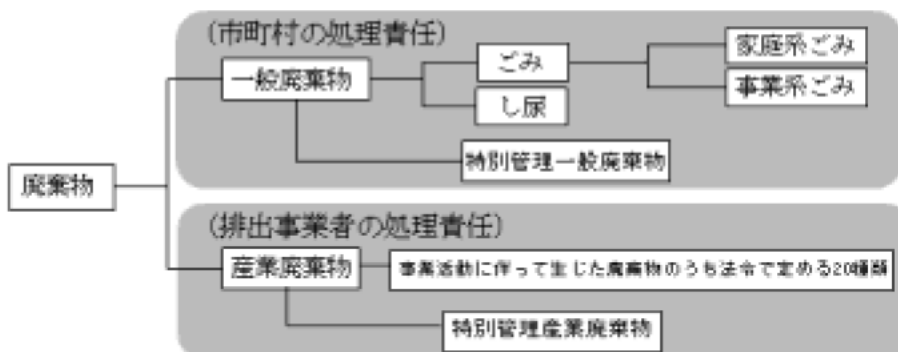 (市町村の処理責任)
家庭系ごみ
ごみ
一般廃棄物
事業系ごみ
し尿
特別管理一般廃棄物
廃棄物
(排出事業者の処理責任)
産業廃棄物
事業活動に伴って生じた廃棄物のうち法令で定める20種類
特別管理産業廃棄物